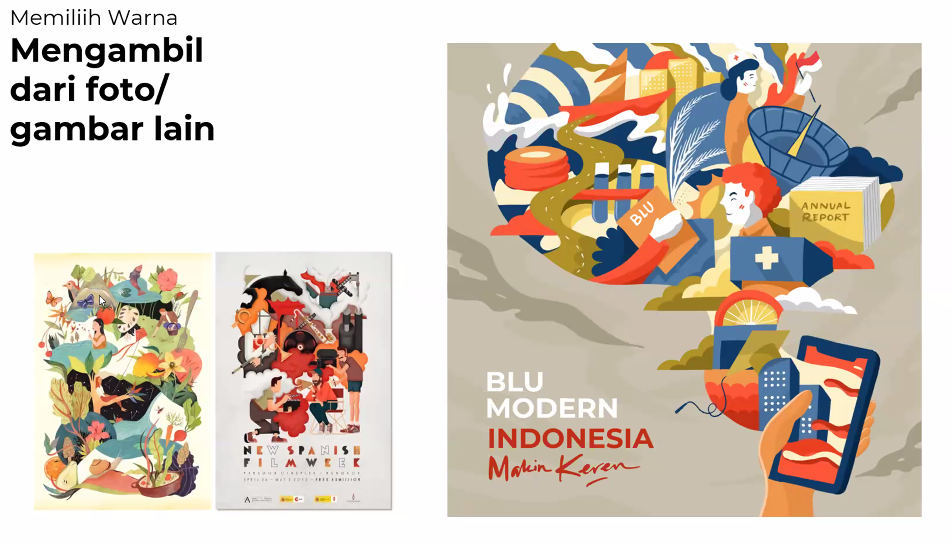 Memiliih Warna
Mengambil
dari foto/
gambar lain
NEW SPANISH
FILM WEEK
BLU
ANNUAL
REPORT
BLU
MODERN
INDONESIA
Makin Keren